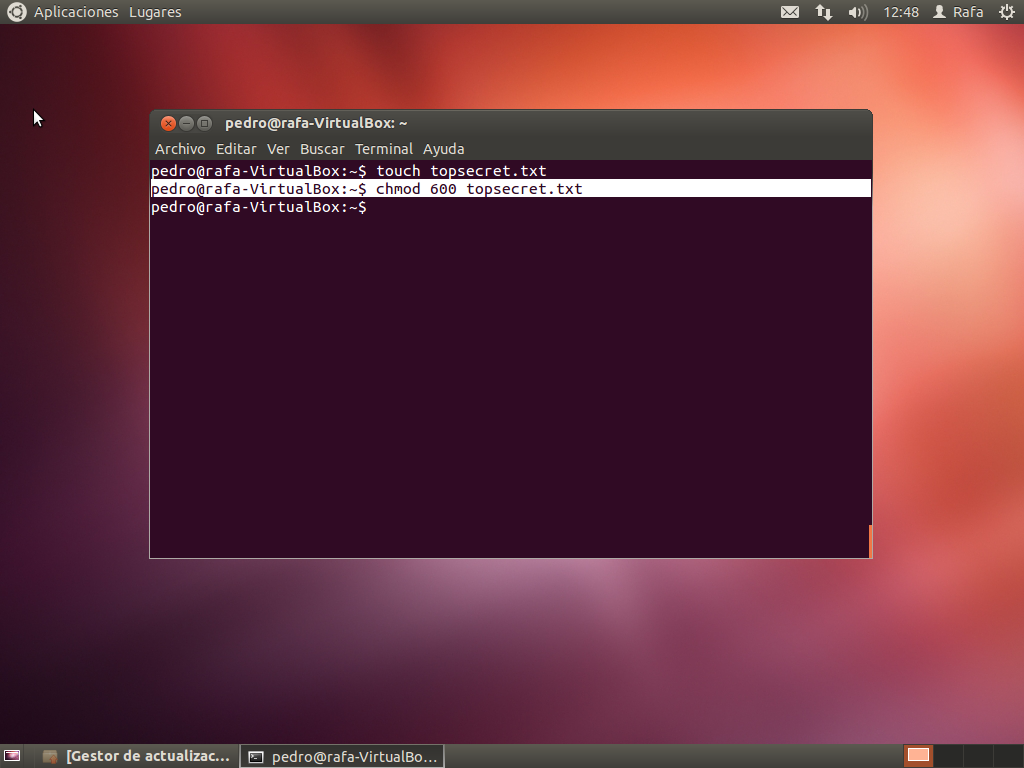 Aplicaciones Lugares 12:48 Rafa
pedro@rafa-VirtualBox: ~
Archivo Editar Ver Buscar Terminal Ayuda
pedro@rafa-VirtualBox:~$ touch topsecret.txt
pedro@rafa-VirtualBox:~$ chmod 600 topsecret.txt
pedro@rafa-VirtualBox:~$
[Gestor de actualizac... pedro@rafa-VirtualBo...